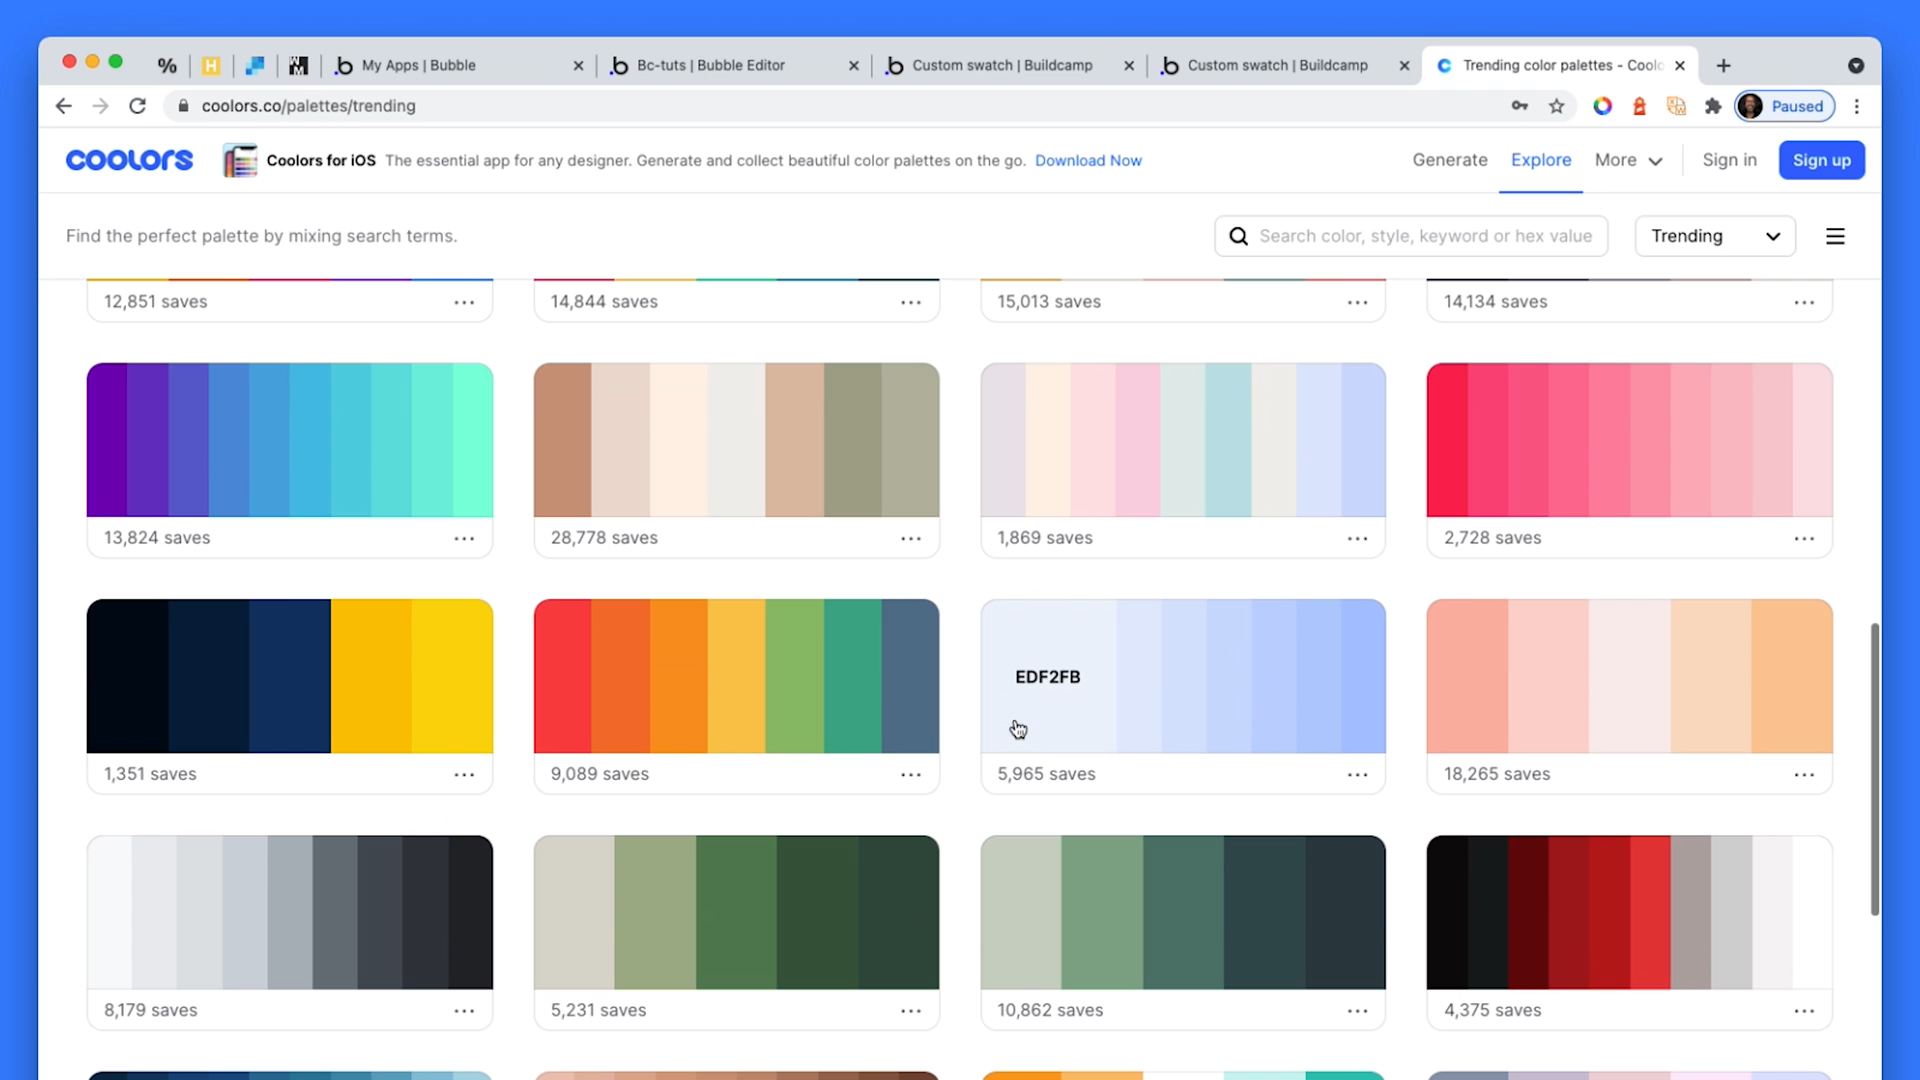 %
H
My Apps | Bubble
Bc-tuts | Bubble Editor
Custom swatch | Buildcamp
Custom swatch | Buildcamp
Trending color palettes - Coolo
coolors.co/palettes/trending
Paused
coolors
Coolors for iOS The essential app for any designer. Generate and collect beautiful color palettes on the go. Download Now
Generate
Explore
More
Sign in
Sign up
Find the perfect palette by mixing search terms.
Search color, style, keyword or hex value
Trending
12,851 saves
14,844 saves
15,013 saves
14,134 saves
13,824 saves
28,778 saves
1,869 saves
2,728 saves
EDF2FB
1,351 saves
9,089 saves
5,965 saves
18,265 saves
8,179 saves
5,231 saves
10,862 saves
4,375 saves